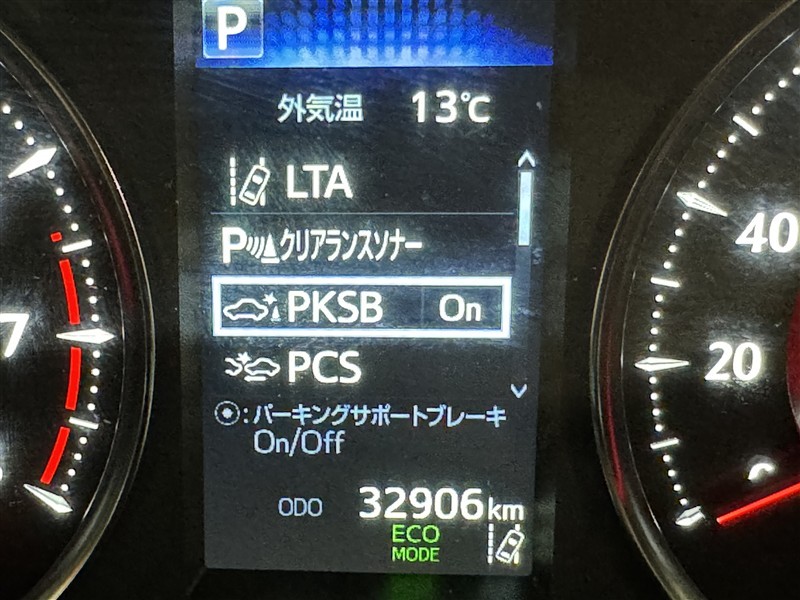 P
外気温 13℃
LTA
Pクリアランスソナー
PKSB On
PCS
:パーキングサポートブレーキ
On/Off
ODO 32906km
ECO
MODE
7
40
20